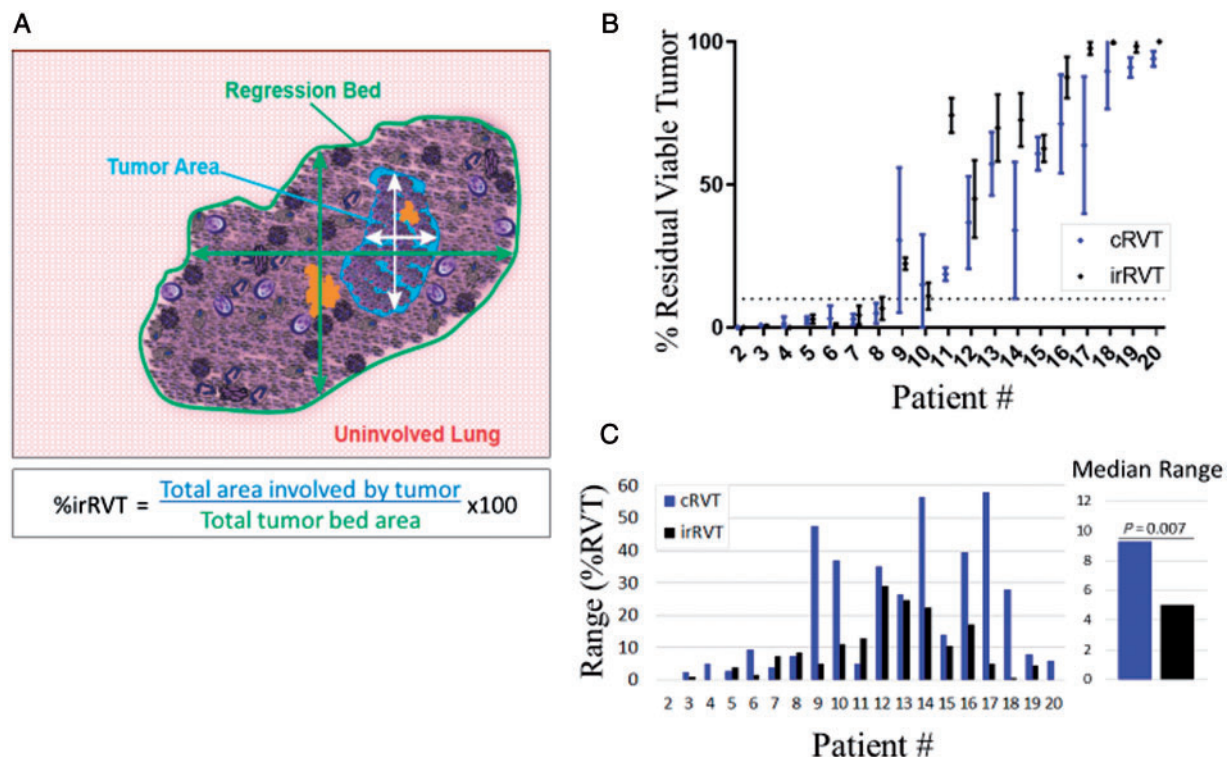 A
Regression Bed
Tumor Area
Uninvolved Lung
%irRVT = Total area involved by tumor x100
Total tumor bed area
B
% Residual Viable Tumor
100
50
0
cRVT
irRVT
2 3 4 5 6 7 8 9 10 11 12 13 14 15 16 17 18 19 20
Patient #
C
Range (%RVT)
60
50
40
30
20
10
0
cRVT
irRVT
2 3 4 5 6 7 8 9 10 11 12 13 14 15 16 17 18 19 20
Patient #
Median Range
12
10
8
6
4
2
0
P = 0.007